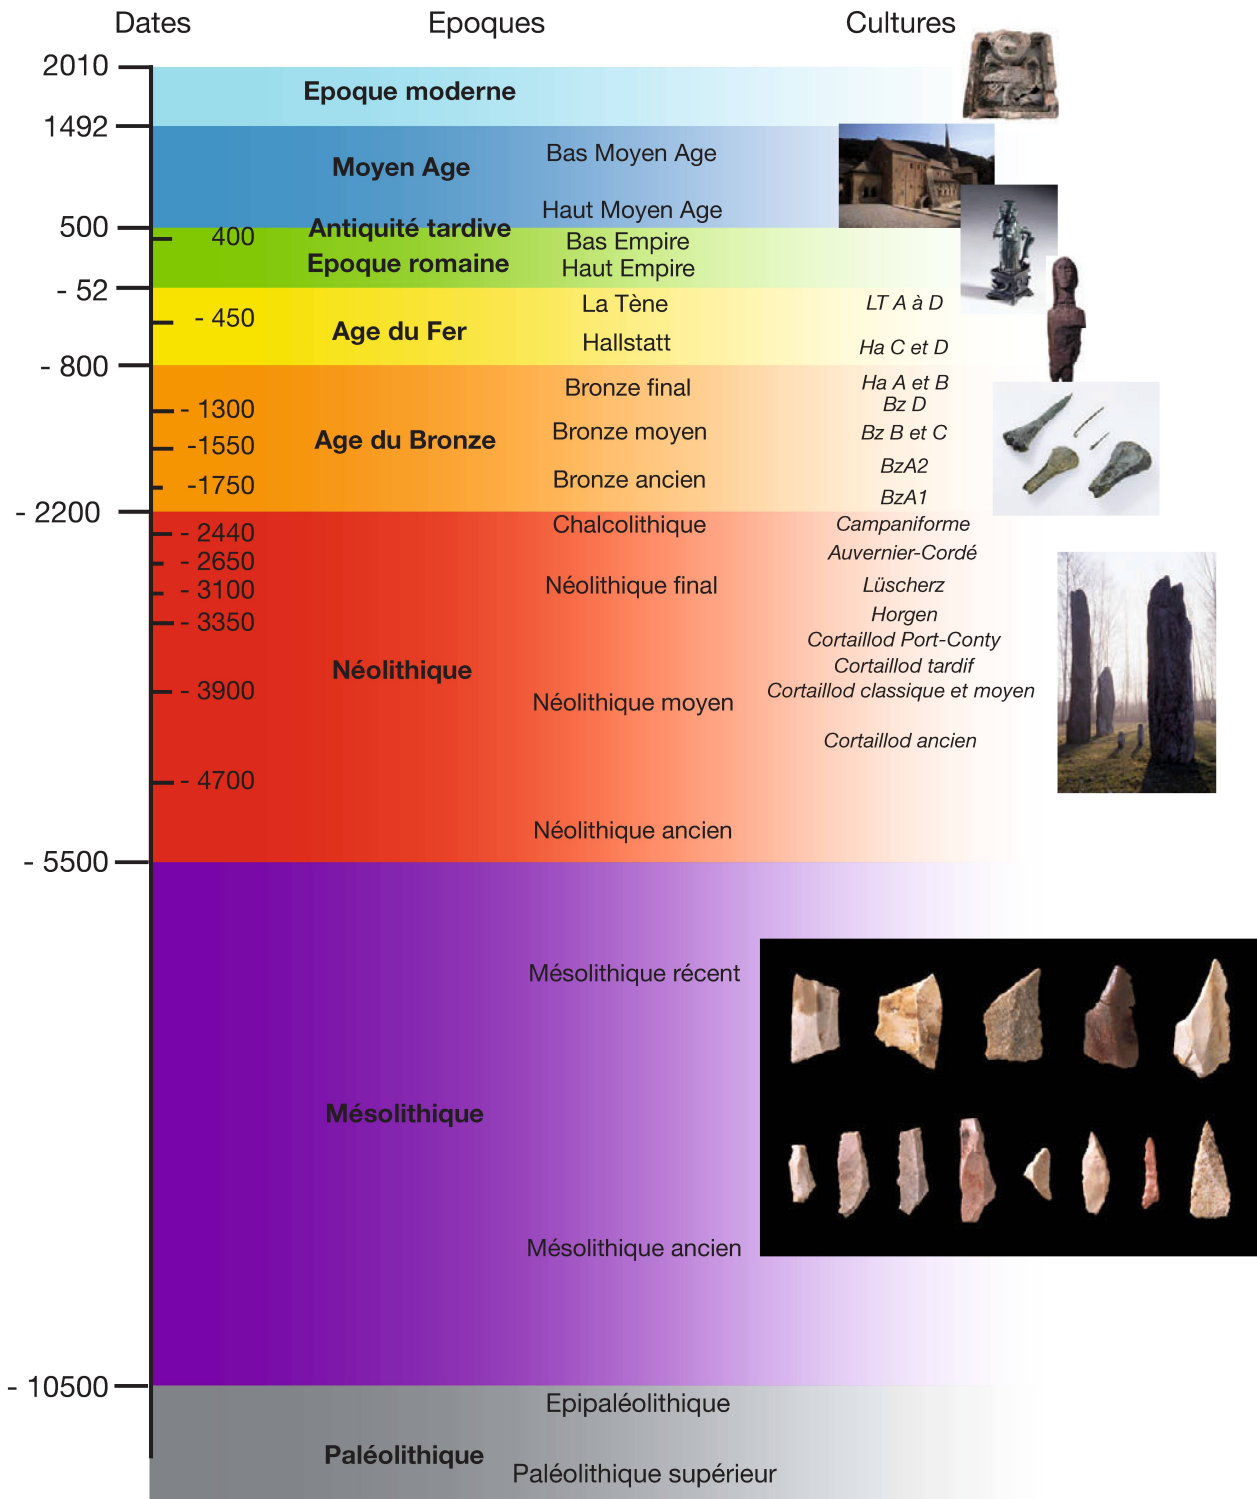 Dates Epoques Cultures
2010
Epoque moderne
1492
Bas Moyen Age
Moyen Age
Haut Moyen Age
500
Antiquité tardive
400
Bas Empire
Epoque romaine
Haut Empire
- 52
La Tène LT A à D
- 450
Age du Fer
Hallstatt Ha C et D
- 800
Bronze final Ha A et B
Bz D
- 1300
Bronze moyen Bz B et C
Age du Bronze
-1550
BzA2
Bronze ancien
-1750
BzA1
- 2200
Chalcolithique Campaniforme
- 2440
Auvernier-Cordé
- 2650
Néolithique final Lüscherz
- 3100
Horgen
- 3350
Cortaillod Port-Conty
Cortaillod tardif
Néolithique
- 3900 Cortaillod classique et moyen
Néolithique moyen
Cortaillod ancien
- 4700
Néolithique ancien
- 5500
Mésolithique récent
Mésolithique
Mésolithique ancien
- 10500
Epipaléolithique
Paléolithique
Paléolithique supérieur